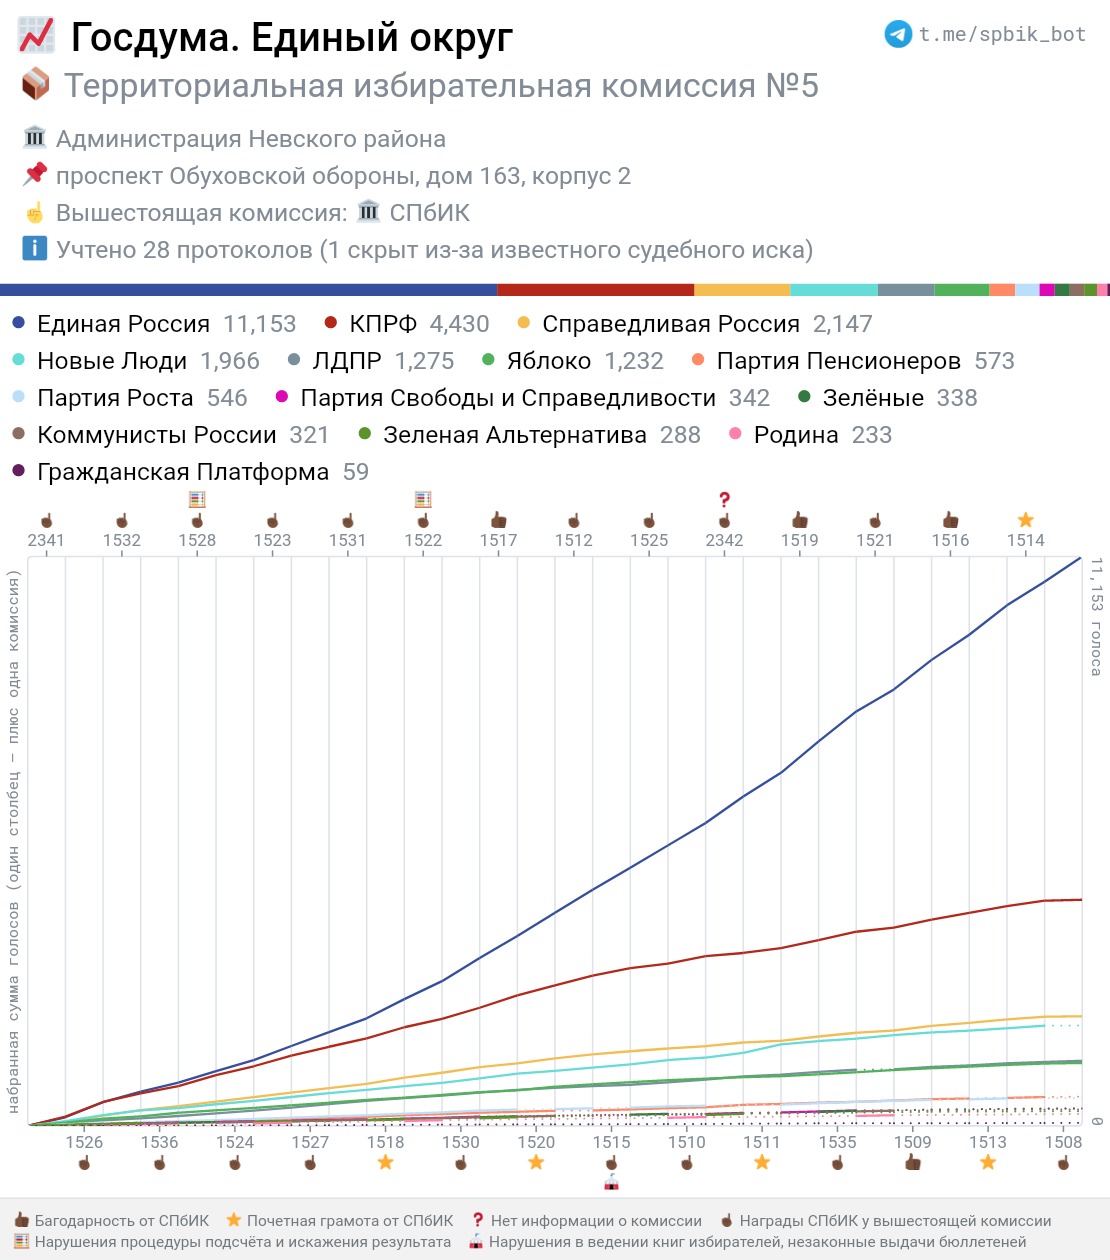 Госдума. Единый округ
t.me/spbik_bot
Территориальная избирательная комиссия №5
Администрация Невского района
проспект Обуховской обороны, дом 163, корпус 2
Вышестоящая комиссия: СПбИК
Учтено 28 протоколов (1 скрыт из-за известного судебного иска)
Единая Россия 11,153 КПРФ 4,430 Справедливая Россия 2,147
Новые Люди 1,966 ЛДПР 1,275 Яблоко 1,232 Партия Пенсионеров 573
Партия Роста 546 Партия Свободы и Справедливости 342 Зелёные 338
Коммунисты России 321 Зеленая Альтернатива 288 Родина 233
Гражданская Платформа 59
2341 1532 1528 1523 1531 1522 1517 1512 1525 2342 1519 1521 1516 1514
набранная сумма голосов (один столбец — плюс одна комиссия)
11,153 голоса
0
1526 1536 1524 1527 1518 1530 1520 1515 1510 1511 1535 1509 1513 1508
Багодарность от СПбИК Почетная грамота от СПбИК Нет информации о комиссии Награды СПбИК у вышестоящей комиссии
Нарушения процедуры подсчёта и искажения результата Нарушения в ведении книг избирателей, незаконные выдачи бюллетеней